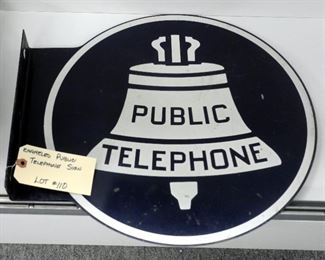 PUBLIC
TELEPHONE
ENAMELED PUBLIC
TELEPHONE SIGN
LOT #110